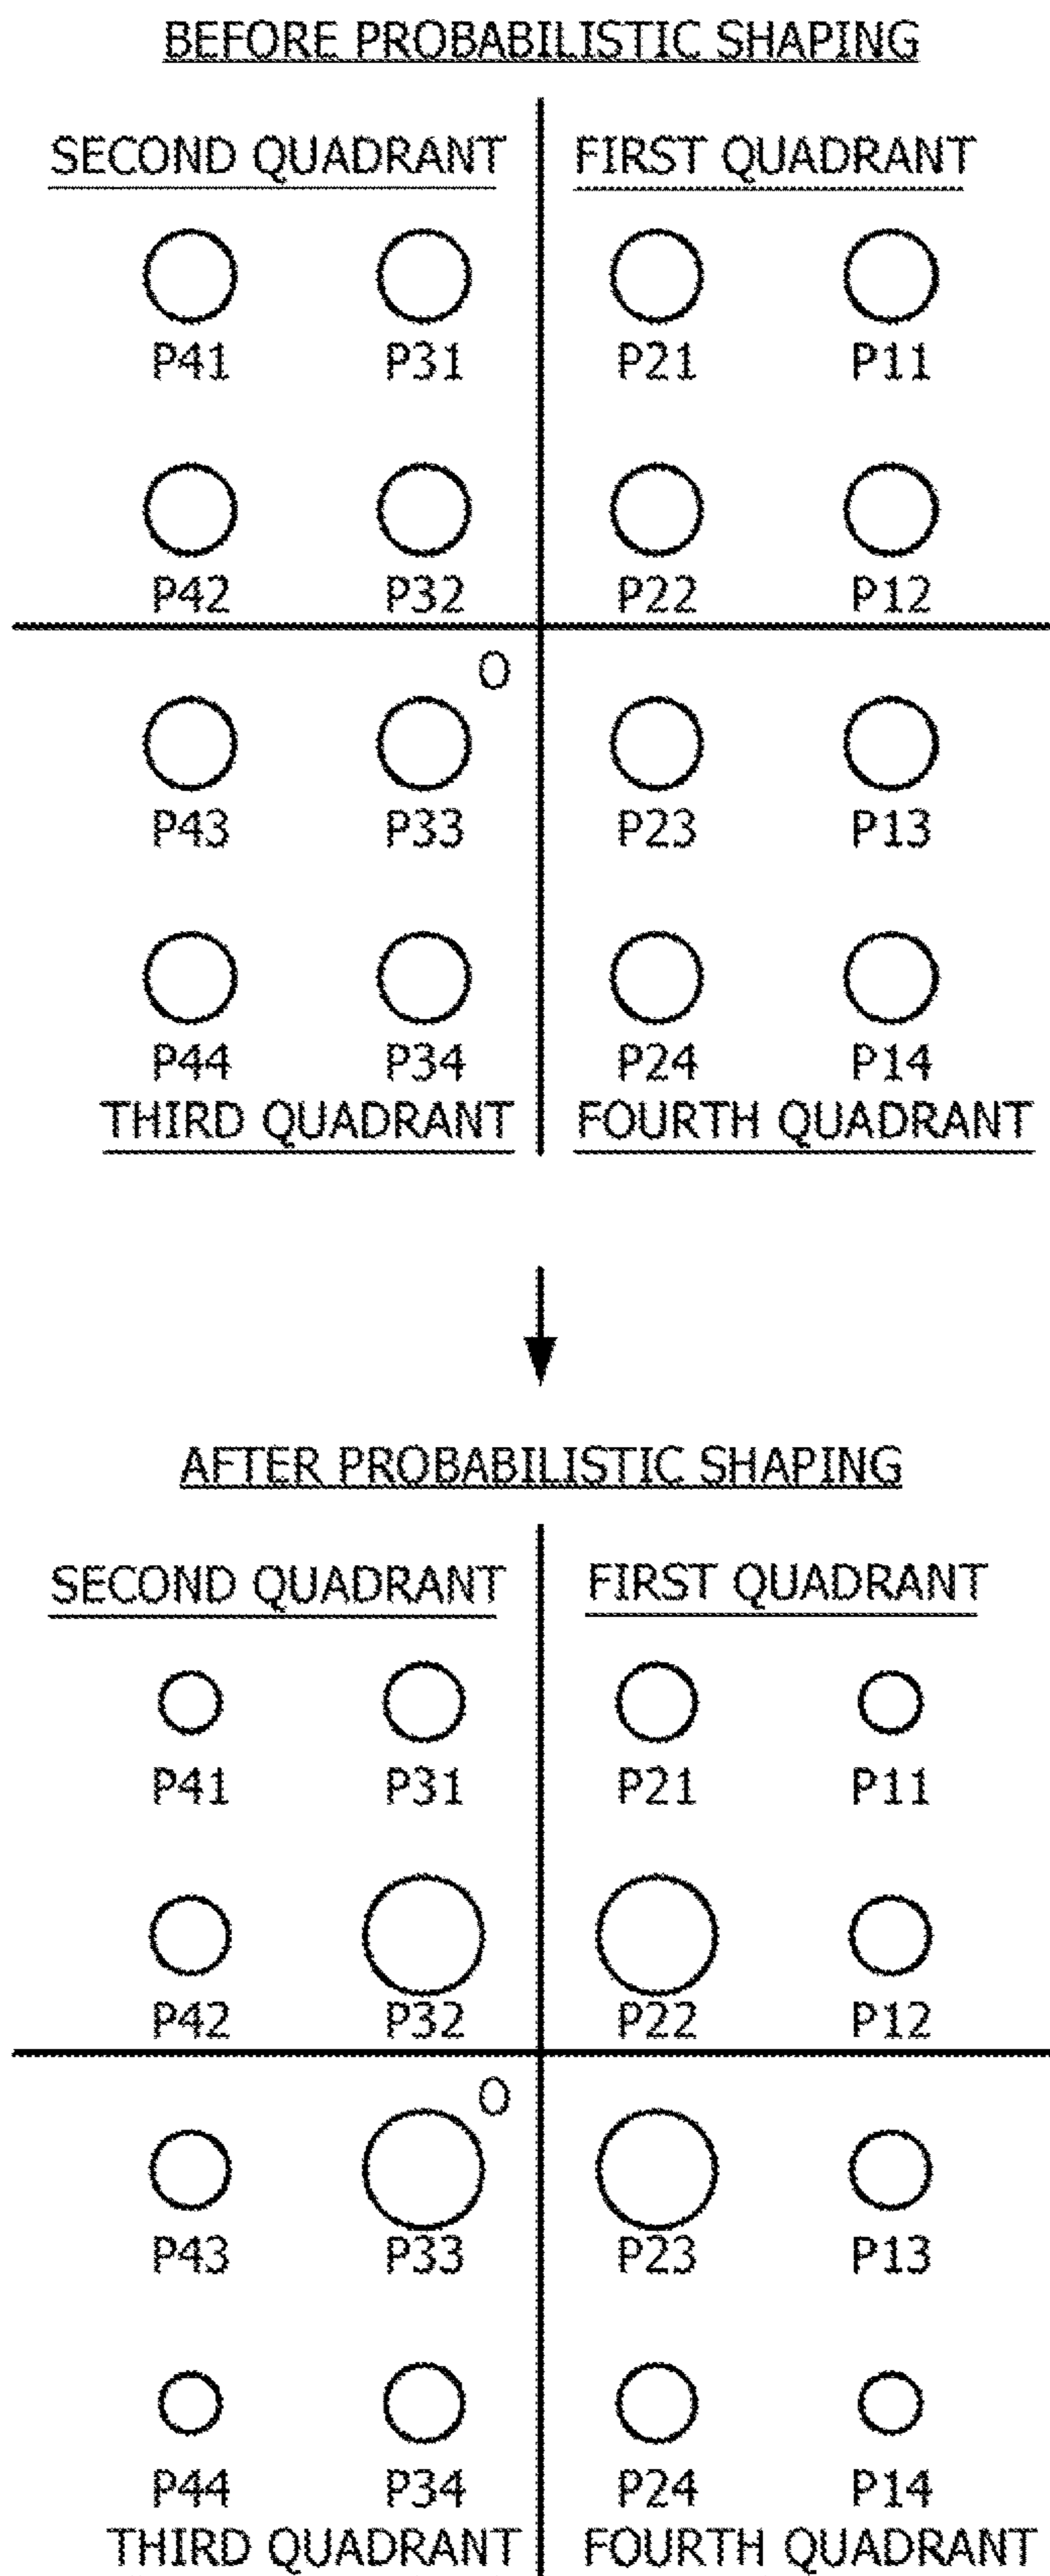 BEFORE PROBABILISTIC SHAPING
SECOND QUADRANT FIRST QUADRANT
P41 P31 P21 P11
P42 P32 P22 P12
O
P43 P33 P23 P13
P44 P34 P24 P14
THIRD QUADRANT FOURTH QUADRANT
AFTER PROBABILISTIC SHAPING
SECOND QUADRANT FIRST QUADRANT
P41 P31 P21 P11
P42 P32 P22 P12
O
P43 P33 P23 P13
P44 P34 P24 P14
THIRD QUADRANT FOURTH QUADRANT